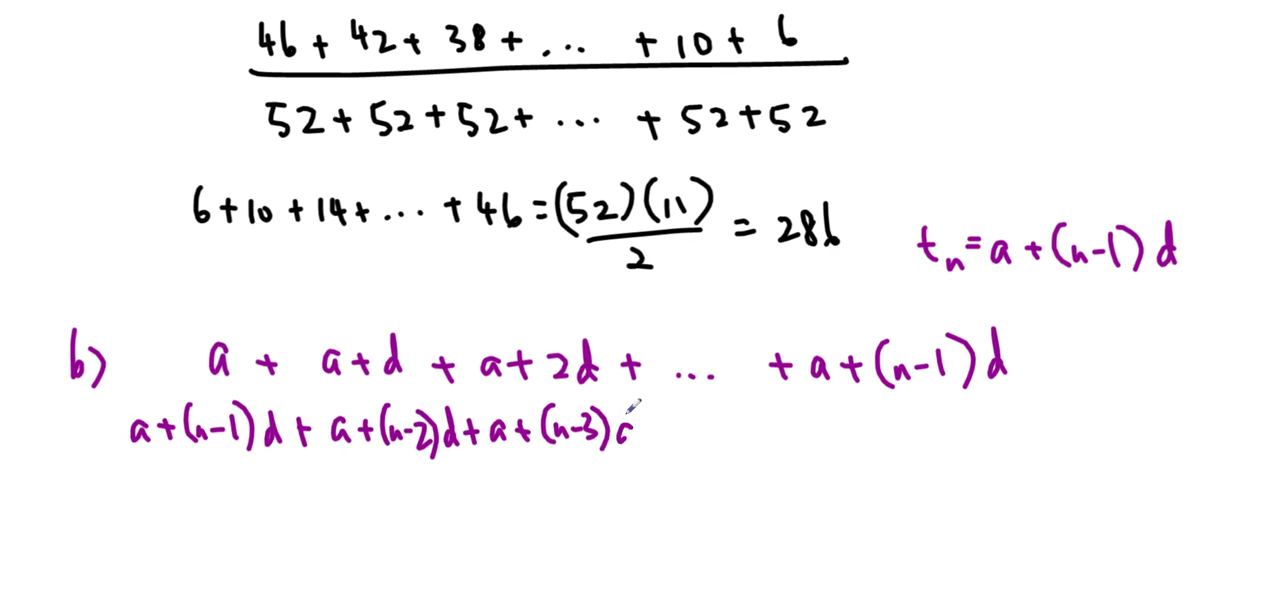 46 + 42 + 38 + ... + 10 + 6
52 + 52 + 52 + ... + 52 + 52
6 + 10 + 14 + ... + 46 = (52)(11) / 2 = 286
tₙ = a + (n-1) d
b) a + a + d + a + 2d + ... + a + (n-1) d
a + (n-1) d + a + (n-2) d + a + (n-3)